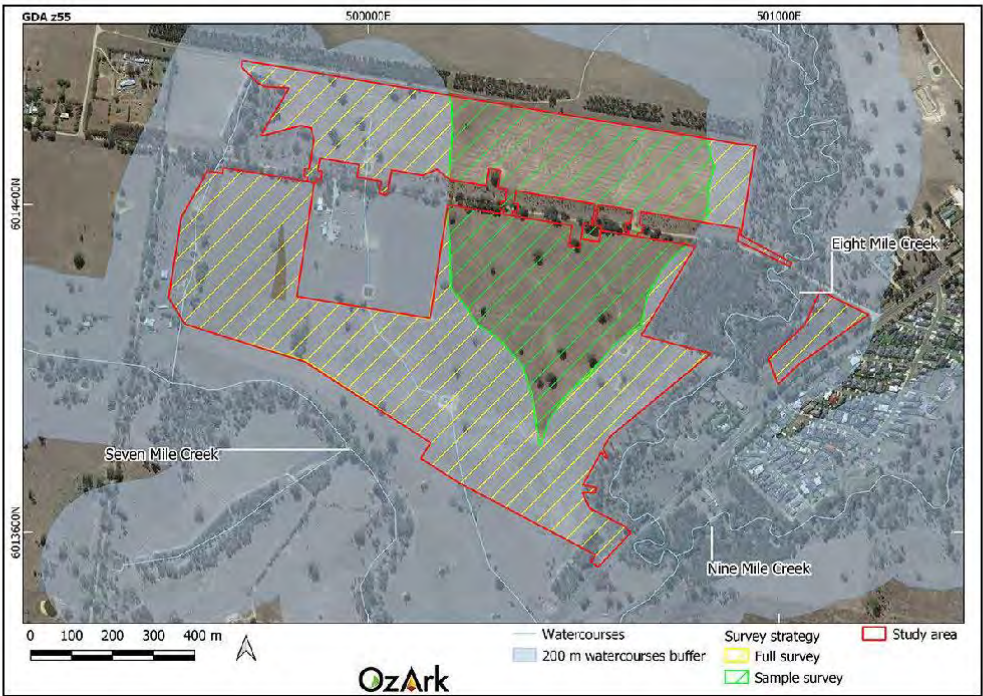 GDA z55
500000E
501000E
6014400N
Eight Mile Creek
Seven Mile Creek
6013600N
Nine Mile Creek
0 100 200 300 400 m
Watercourses
200 m watercourses buffer
Survey strategy
Full survey
Sample survey
Study area
OzArk